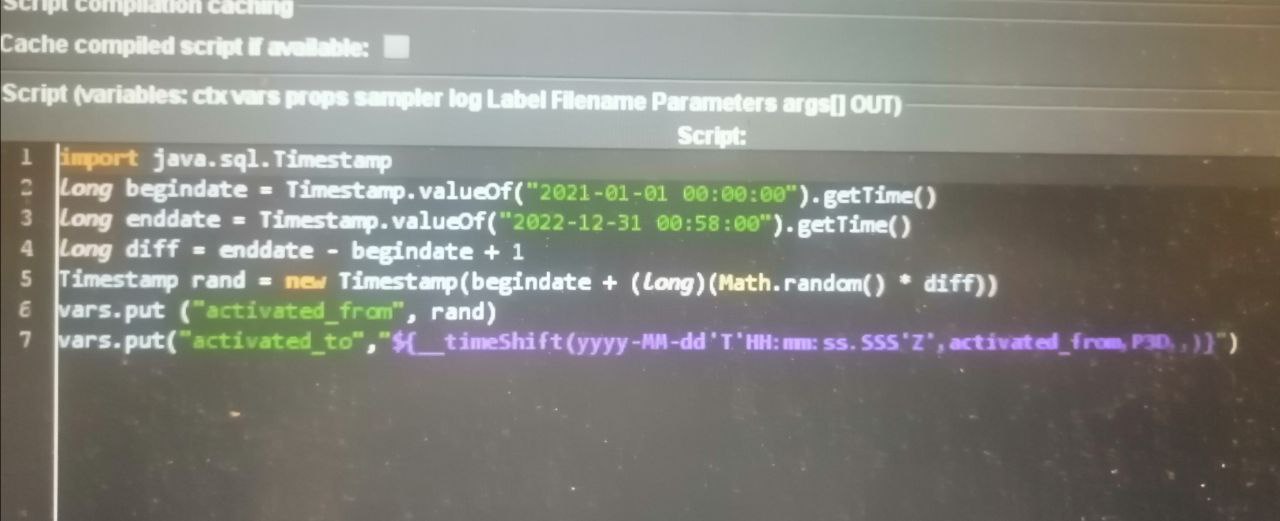 Script compilation caching
Cache compiled script if available:
Script (variables: ctx vars props sampler log Label Filename Parameters args[] OUT)
Script:
1 import java.sql.Timestamp
2 Long begindate = Timestamp.valueOf("2021-01-01 00:00:00").getTime()
3 Long enddate = Timestamp.valueOf("2022-12-31 00:58:00").getTime()
4 Long diff = enddate - begindate + 1
5 Timestamp rand = new Timestamp(begindate + (long)(Math.random() * diff))
6 vars.put ("activated_from", rand)
7 vars.put("activated_to","${__timeShift(yyyy-MM-dd'T'HH:mm:ss.SSS'Z',activated_from,P3D,,)}")